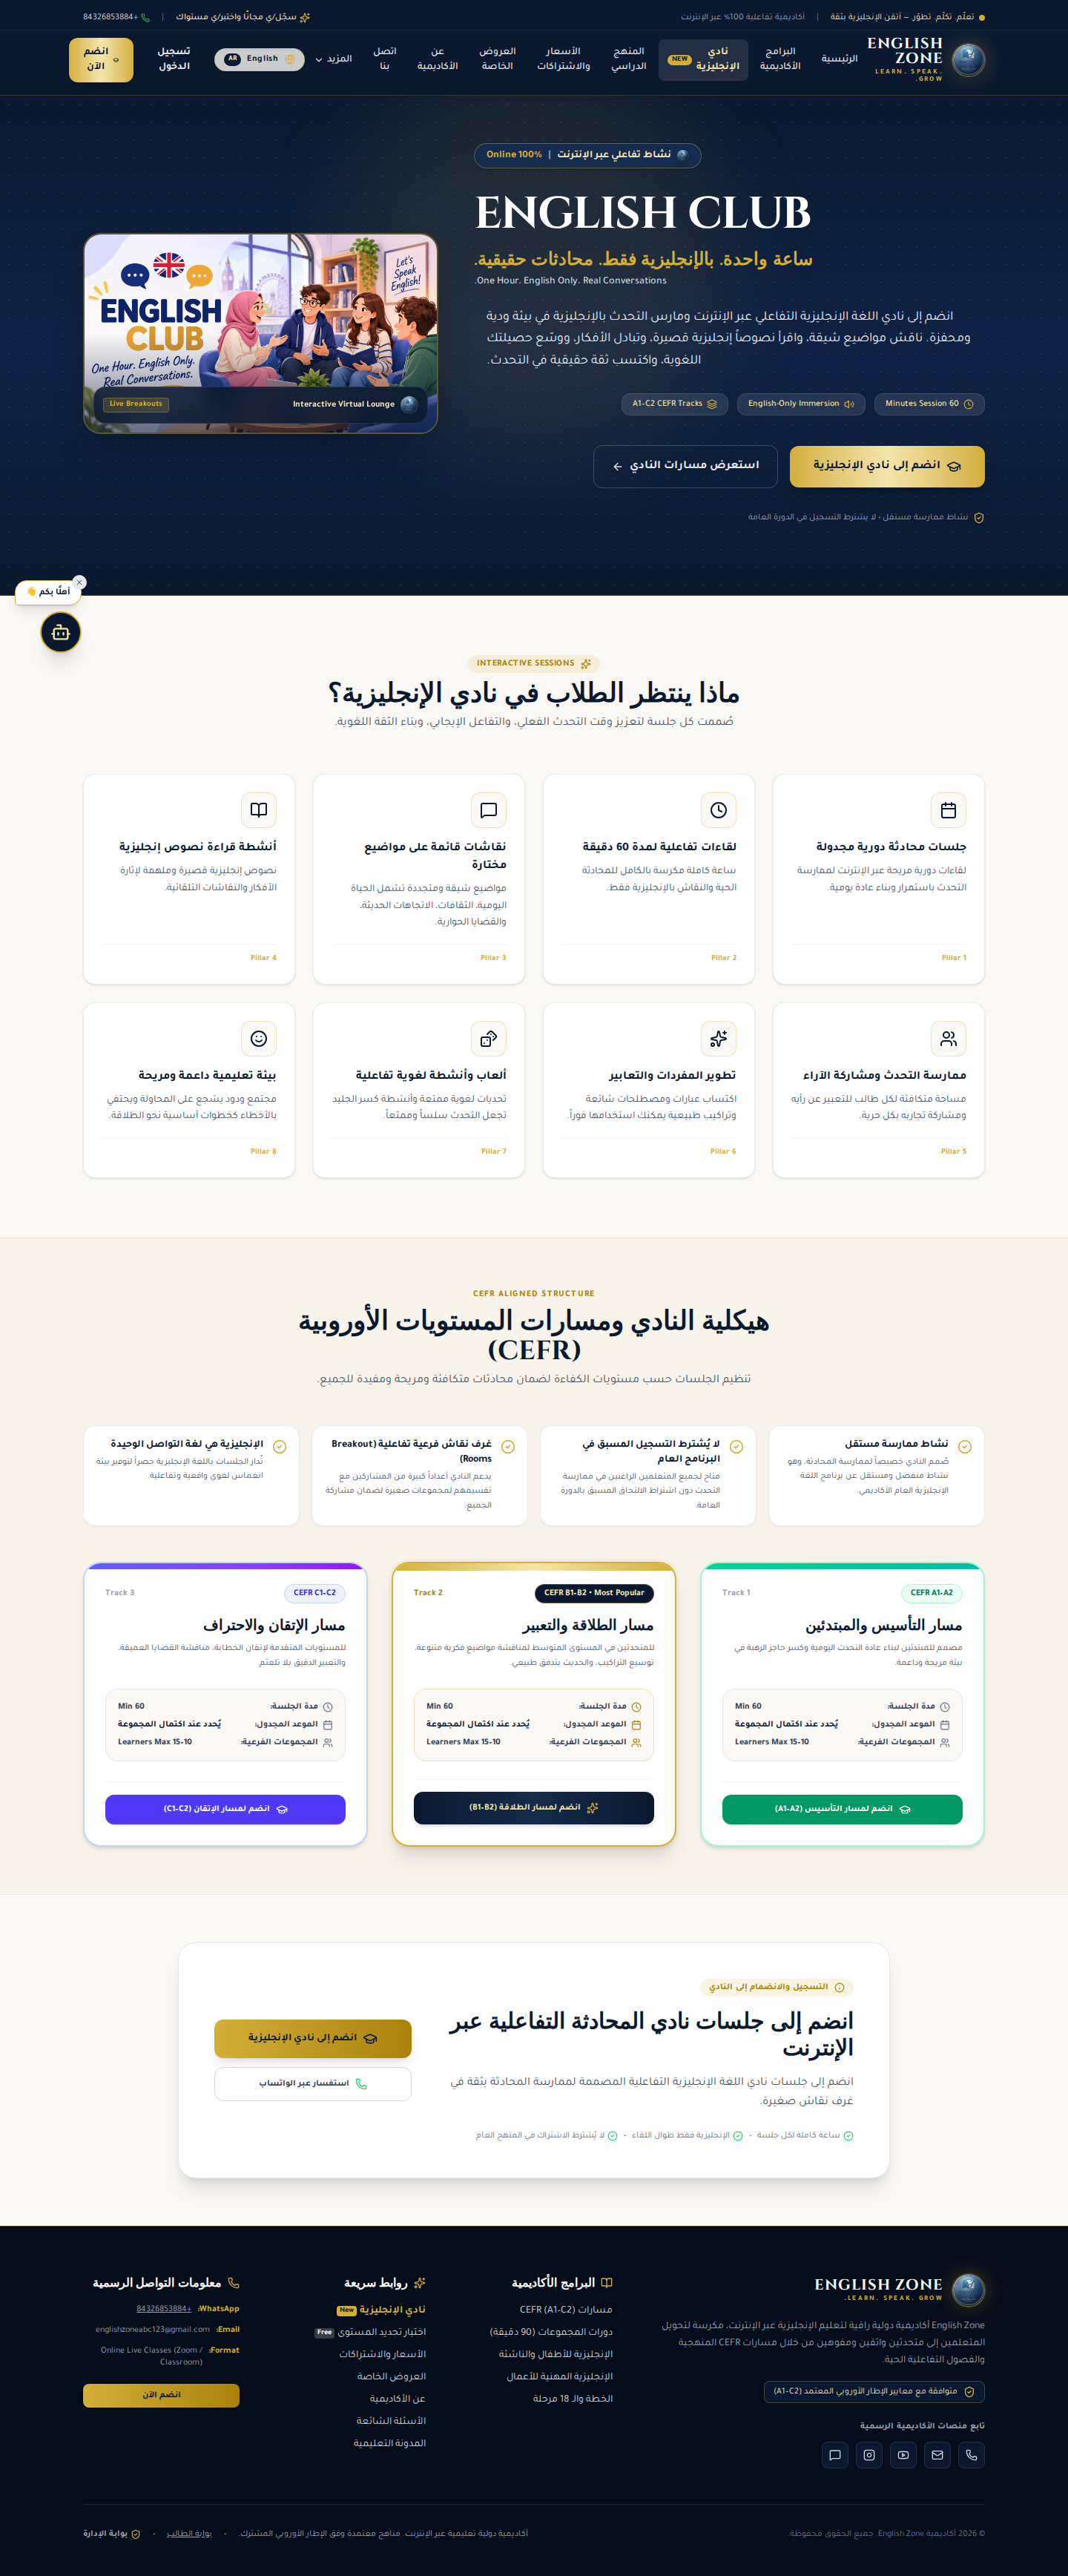 تعلّم. تكلّم. تطوّر. — أتقن الإنجليزية بثقة | أكاديمية تفاعلية 100% عبر الإنترنت
سجّل/ي مجانًا واختبر/ي مستواك | +84326853884
ENGLISH ZONE
LEARN. SPEAK. GROW.
الرئيسية
البرامج الأكاديمية
نادي الإنجليزية NEW
المنهج الدراسي
الأسعار والاشتراكات
العروض الخاصة
عن الأكاديمية
اتصل بنا
المزيد
English AR
تسجيل الدخول
انضم الآن
نشاط تفاعلي عبر الإنترنت | Online 100%
ENGLISH CLUB
ساعة واحدة. بالإنجليزية فقط. محادثات حقيقية.
One Hour. English Only. Real Conversations.
انضم إلى نادي اللغة الإنجليزية التفاعلي عبر الإنترنت ومارس التحدث بالإنجليزية في بيئة ودية
ومحفزة. ناقش مواضيع شيقة، واقرأ نصوصاً إنجليزية قصيرة، وتبادل الأفكار، ووسّع حصيلتك
اللغوية، واكتسب ثقة حقيقية في التحدث.
Minutes Session 60
English-Only Immersion
A1–C2 CEFR Tracks
انضم إلى نادي الإنجليزية
استعرض مسارات النادي
نشاط ممارسة مستقل • لا يشترط التسجيل في الدورة العامة
Let's Speak English!
ENGLISH
CLUB
One Hour. English Only.
Real Conversations.
Interactive Virtual Lounge
Live Breakouts
أهلًا بكم 👋
INTERACTIVE SESSIONS
ماذا ينتظر الطلاب في نادي الإنجليزية؟
صُممت كل جلسة لتعزيز وقت التحدث الفعلي، والتفاعل الإيجابي، وبناء الثقة اللغوية.
جلسات محادثة دورية مجدولة
لقاءات دورية مريحة عبر الإنترنت لممارسة
التحدث باستمرار وبناء عادة يومية.
Pillar 1
لقاءات تفاعلية لمدة 60 دقيقة
ساعة كاملة مكرسة بالكامل للمحادثة
الحية والنقاش بالإنجليزية فقط.
Pillar 2
نقاشات قائمة على مواضيع
مختارة
مواضيع شيقة ومتجددة تشمل الحياة
اليومية، الثقافات، الاتجاهات الحديثة،
والقضايا الحوارية.
Pillar 3
أنشطة قراءة نصوص إنجليزية
نصوص إنجليزية قصيرة وملهمة لإثارة
الأفكار والنقاشات التلقائية.
Pillar 4
ممارسة التحدث ومشاركة الآراء
مساحة متكافئة لكل طالب للتعبير عن رأيه
ومشاركة تجاربه بكل حرية.
Pillar 5
تطوير المفردات والتعابير
اكتساب عبارات ومصطلحات شائعة
وتراكيب طبيعية يمكنك استخدامها فوراً.
Pillar 6
ألعاب وأنشطة لغوية تفاعلية
تحديات لغوية ممتعة وأنشطة كسر الجليد
تجعل التحدث سلساً وممتعاً.
Pillar 7
بيئة تعليمية داعمة ومريحة
مجتمع ودود يشجع على المحاولة ويحتفي
بالأخطاء كخطوات أساسية نحو الطلاقة.
Pillar 8
CEFR ALIGNED STRUCTURE
هيكلية النادي ومسارات المستويات الأوروبية
(CEFR)
تنظيم الجلسات حسب مستويات الكفاءة لضمان محادثات متكافئة ومريحة ومفيدة للجميع.
نشاط ممارسة مستقل
صُمم النادي خصيصاً لممارسة المحادثة، وهو
نشاط منفصل ومستقل عن برنامج اللغة
الإنجليزية العام الأكاديمي.
لا يُشترط التسجيل المسبق في
البرنامج العام
متاح لجميع المتعلمين الراغبين في ممارسة
التحدث دون اشتراط الالتحاق المسبق بالدورة
العامة.
غرف نقاش فرعية تفاعلية (Breakout
Rooms)
يدعم النادي أعداداً كبيرة من المشاركين مع
تقسيمهم لمجموعات صغيرة لضمان مشاركة
الجميع.
الإنجليزية هي لغة التواصل الوحيدة
تُدار الجلسات باللغة الإنجليزية حصراً لتوفير بيئة
انغماس لغوي واقعية وتفاعلية.
CEFR A1–A2
Track 1
مسار التأسيس والمبتدئين
مصمم للمبتدئين لبناء عادة التحدث اليومية وكسر حاجز الرهبة في
بيئة مريحة وداعمة.
مدة الجلسة: Min 60
الموعد المجدول: يُحدد عند اكتمال المجموعة
المجموعات الفرعية: Learners Max 15–10
انضم لمسار التأسيس (A1–A2)
CEFR B1–B2 • Most Popular
Track 2
مسار الطلاقة والتعبير
للمتحدثين في المستوى المتوسط لمناقشة مواضيع فكرية متنوعة،
توسيع التراكيب، والحديث بتدفق طبيعي.
مدة الجلسة: Min 60
الموعد المجدول: يُحدد عند اكتمال المجموعة
المجموعات الفرعية: Learners Max 15–10
انضم لمسار الطلاقة (B1–B2)
CEFR C1–C2
Track 3
مسار الإتقان والاحتراف
للمستويات المتقدمة لإتقان الخطابة، مناقشة القضايا العميقة،
والتعبير الدقيق بلا تلعثم.
مدة الجلسة: Min 60
الموعد المجدول: يُحدد عند اكتمال المجموعة
المجموعات الفرعية: Learners Max 15–10
انضم لمسار الإتقان (C1–C2)
التسجيل والانضمام إلى النادي
انضم إلى جلسات نادي المحادثة التفاعلية عبر
الإنترنت
انضم إلى جلسات نادي اللغة الإنجليزية التفاعلية المصممة لممارسة المحادثة بثقة في
غرف نقاش صغيرة.
ساعة كاملة لكل جلسة • الإنجليزية فقط طوال اللقاء • لا يُشترط الاشتراك في المنهج العام
انضم إلى نادي الإنجليزية
استفسار عبر الواتساب
ENGLISH ZONE
LEARN. SPEAK. GROW.
English Zone أكاديمية دولية راقية لتعليم الإنجليزية عبر الإنترنت، مكرسة لتحويل
المتعلمين إلى متحدثين واثقين ومفوهين من خلال مسارات CEFR المنهجية
والفصول التفاعلية الحية.
متوافقة مع معايير الإطار الأوروبي المعتمد (A1–C2)
تابع منصات الأكاديمية الرسمية
البرامج الأكاديمية
مسارات CEFR (A1–C2)
دورات المجموعات (90 دقيقة)
الإنجليزية للأطفال والناشئة
الإنجليزية المهنية للأعمال
الخطة والـ 18 مرحلة
روابط سريعة
نادي الإنجليزية New
اختبار تحديد المستوى Free
الأسعار والاشتراكات
العروض الخاصة
عن الأكاديمية
الأسئلة الشائعة
المدونة التعليمية
معلومات التواصل الرسمية
WhatsApp: +84326853884
Email: englishzoneabc123@gmail.com
Format: Online Live Classes (Zoom / Classroom)
انضم الآن
© 2026 أكاديمية English Zone. جميع الحقوق محفوظة.
أكاديمية دولية تعليمية عبر الإنترنت. مناهج معتمدة وفق الإطار الأوروبي المشترك. • بوابة الطالب • بوابة الإدارة